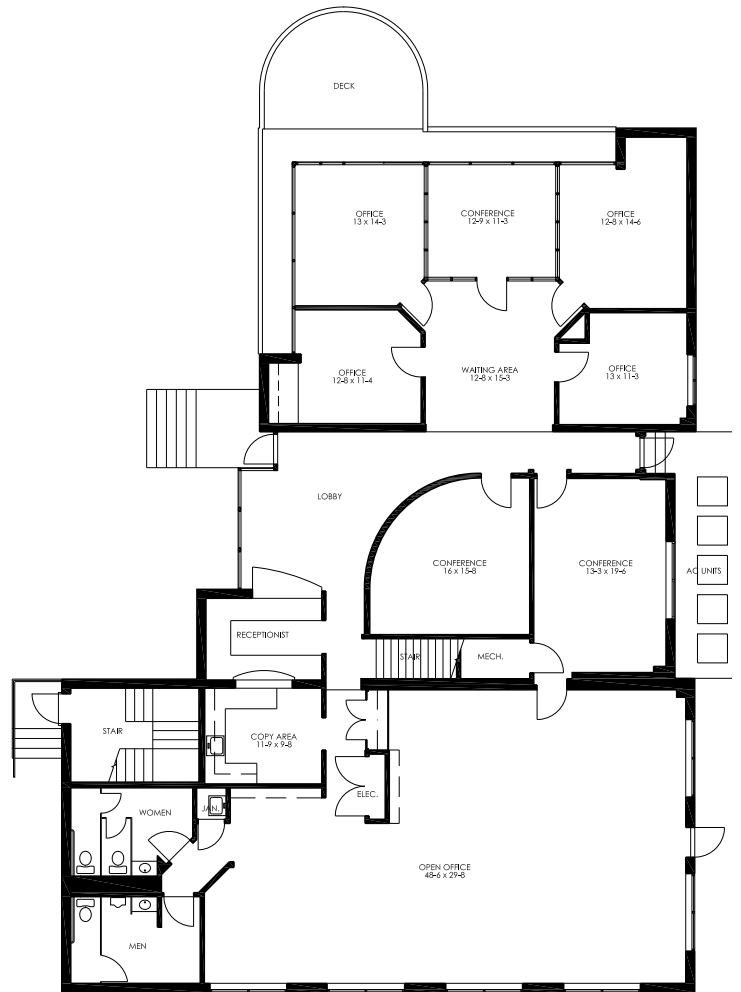 DECK
OFFICE
13 x 14-3
CONFERENCE
12-9 x 11-3
OFFICE
12-8 x 14-6
OFFICE
12-8 x 11-4
WAITING AREA
12-8 x 15-3
OFFICE
13 x 11-3
LOBBY
CONFERENCE
16 x 15-8
CONFERENCE
13-3 x 19-6
AC UNITS
RECEPTIONIST
STAIR
MECH.
STAIR
COPY AREA
11-9 x 9-8
ELEC.
WOMEN
JAN.
OPEN OFFICE
48-6 x 29-8
MEN